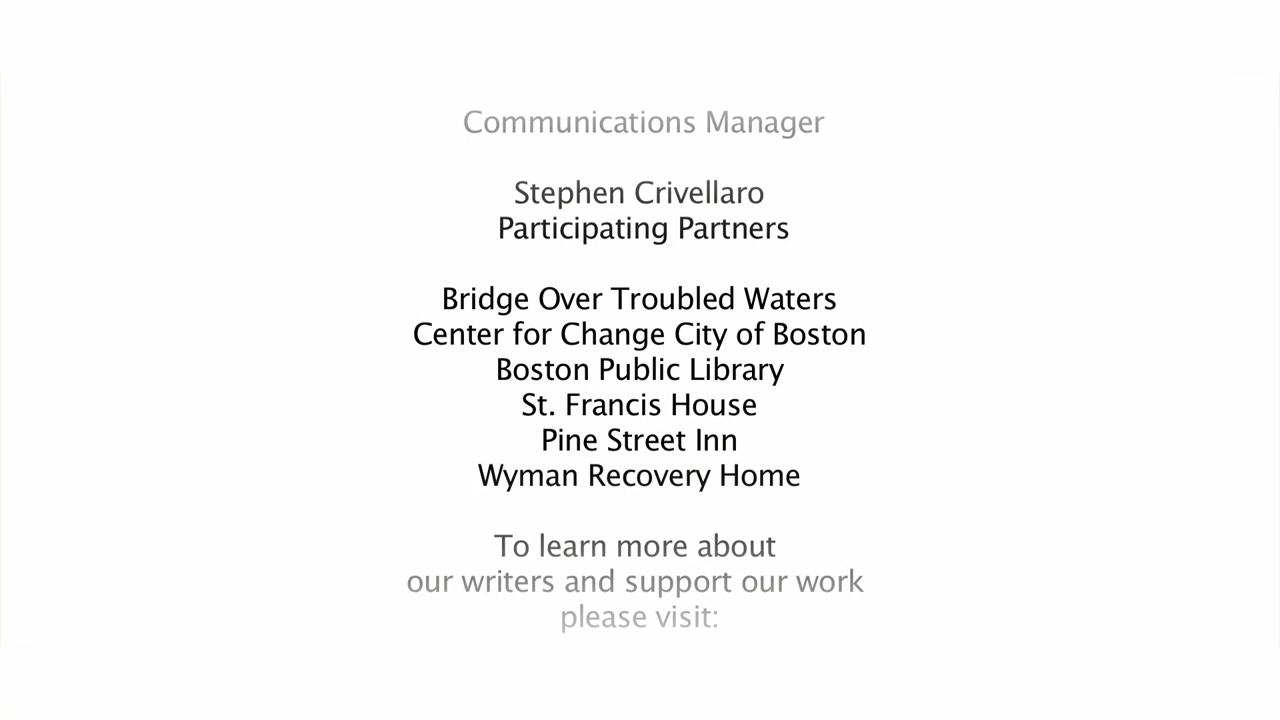 Communications Manager
Stephen Crivellaro
Participating Partners
Bridge Over Troubled Waters
Center for Change City of Boston
Boston Public Library
St. Francis House
Pine Street Inn
Wyman Recovery Home
To learn more about
our writers and support our work
please visit: